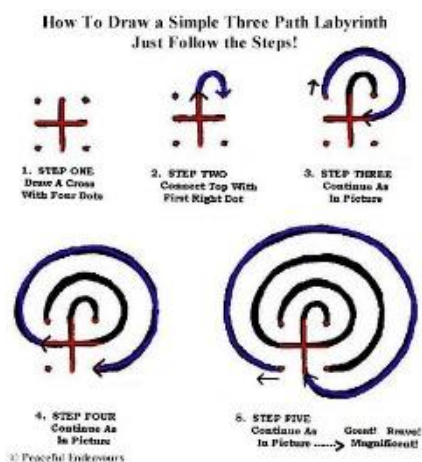 How To Draw a Simple Three Path Labyrinth
Just Follow the Steps!
1. STEP ONE
Draw A Cross
With Four Dots
2. STEP TWO
Connect Top With
First Right Dot
3. STEP THREE
Continue As
In Picture
4. STEP FOUR
Continue As
In Picture
5. STEP FIVE
Continue As
In Picture ......>
Great! Bravo!
Magnificent!
© Peaceful Endeavours